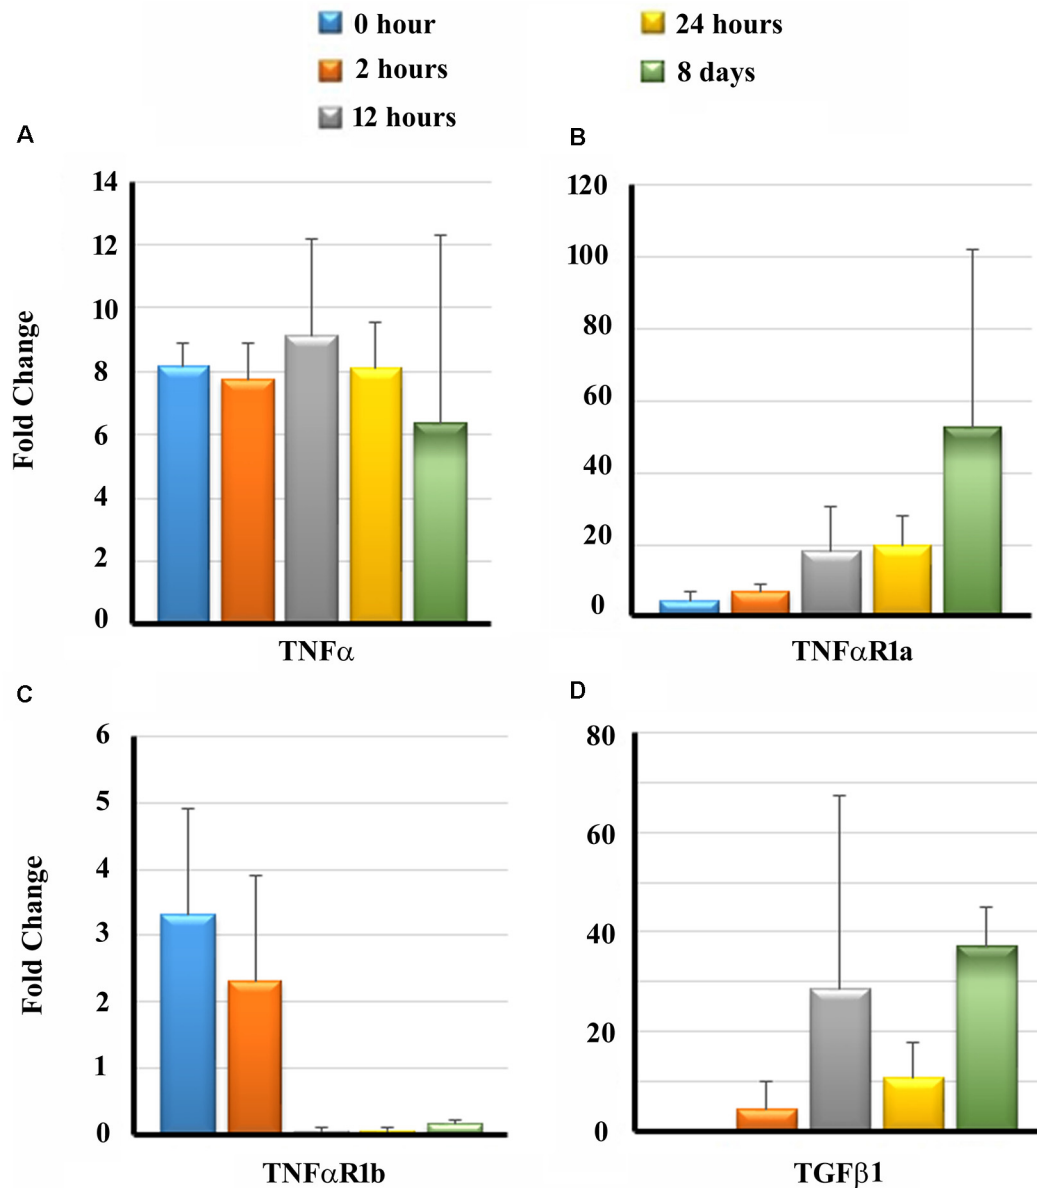 0 hour
2 hours
12 hours
24 hours
8 days
A
14
12
10
8
6
4
2
0
Fold Change
TNFα
B
120
100
80
60
40
20
0
TNFαR1a
C
6
5
4
3
2
1
0
Fold Change
TNFαR1b
D
80
60
40
20
0
TGFβ1